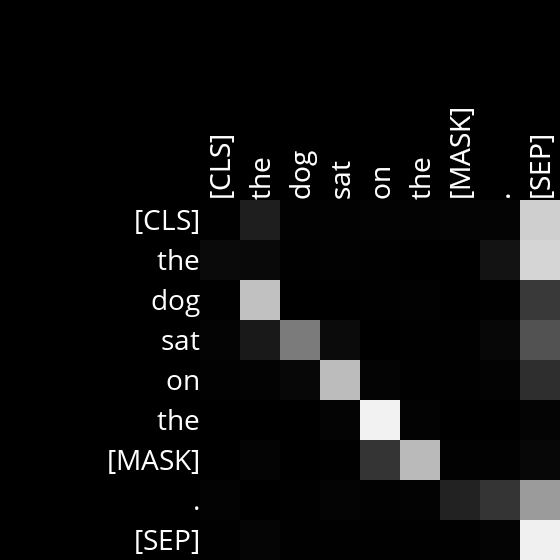 [CLS] the dog sat on the [MASK] . [SEP]
[CLS]
the
dog
sat
on
the
[MASK]
.
[SEP]